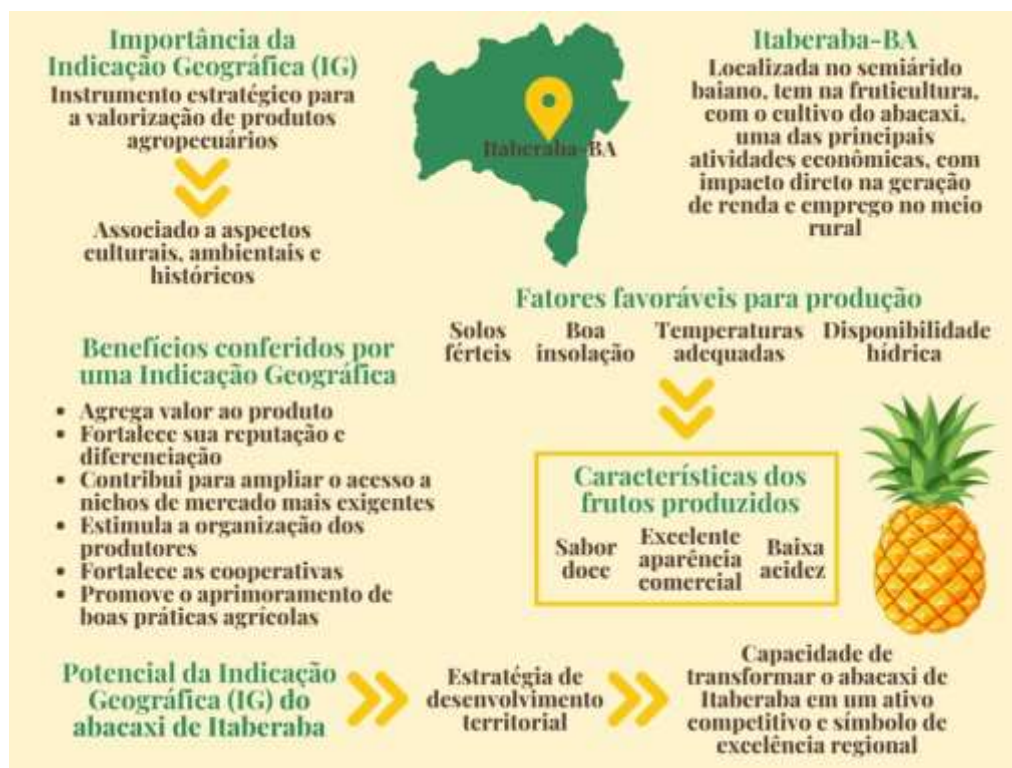 Importância da
Indicação Geográfica (IG)
Instrumento estratégico para
a valorização de produtos
agropecuários
Associado a aspectos
culturais, ambientais e
históricos
Itaberaba-BA
Itaberaba-BA
Localizada no semiárido
baiano, tem na fruticultura,
com o cultivo do abacaxi,
uma das principais
atividades econômicas, com
impacto direto na geração
de renda e emprego no meio
rural
Fatores favoráveis para produção
Solos
férteis
Boa
insolação
Temperaturas
adequadas
Disponibilidade
hídrica
Benefícios conferidos por
uma Indicação Geográfica
• Agrega valor ao produto
• Fortalece sua reputação e
diferenciação
• Contribui para ampliar o acesso a
nichos de mercado mais exigentes
• Estimula a organização dos
produtores
• Fortalece as cooperativas
• Promove o aprimoramento de
boas práticas agrícolas
Características dos
frutos produzidos
Sabor
doce
Excelente
aparência
comercial
Baixa
acidez
Potencial da Indicação
Geográfica (IG) do
abacaxi de Itaberaba
Estratégia de
desenvolvimento
territorial
Capacidade de
transformar o abacaxi de
Itaberaba em um ativo
competitivo e símbolo de
excelência regional